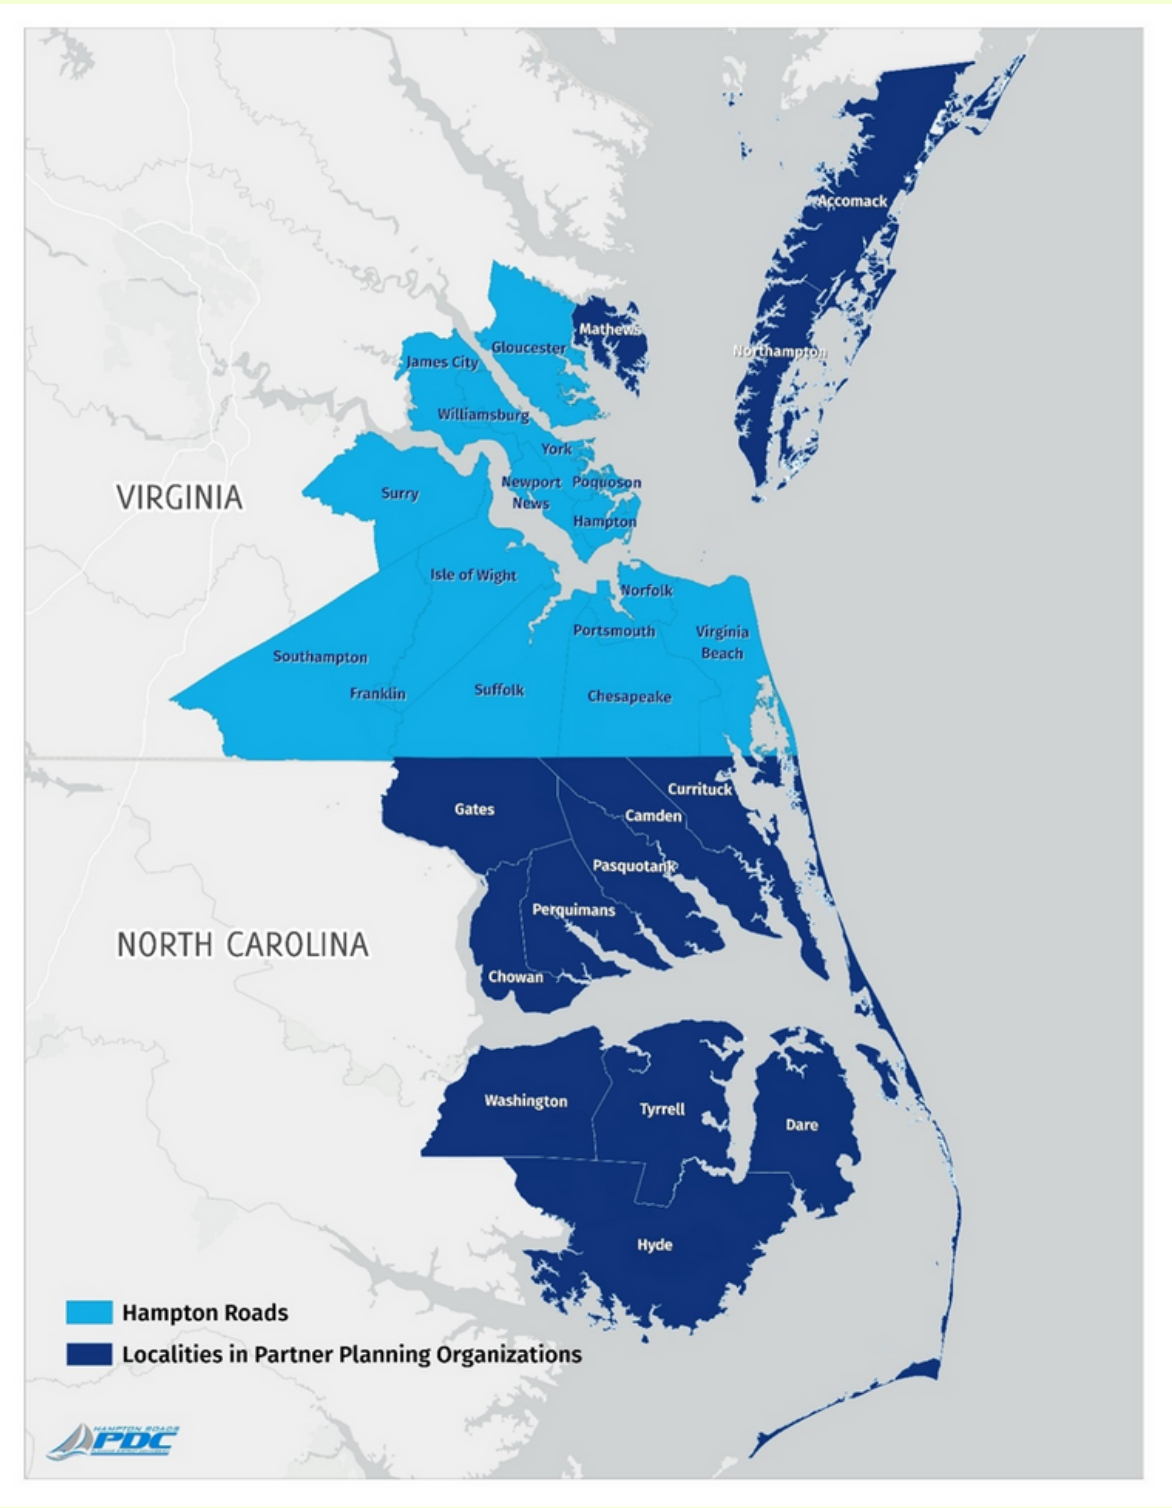 Accomack
Mathews
Gloucester
Northampton
James City
Williamsburg
York
Newport
News
Poquoson
Surry
Hampton
Isle of Wight
Norfolk
Portsmouth
Virginia
Beach
Southampton
Franklin
Suffolk
Chesapeake
VIRGINIA
Currituck
Gates
Camden
Pasquotank
Perquimans
NORTH CAROLINA
Chowan
Washington
Tyrrell
Dare
Hyde
Hampton Roads
Localities in Partner Planning Organizations
HAMPTON ROADS
PDC